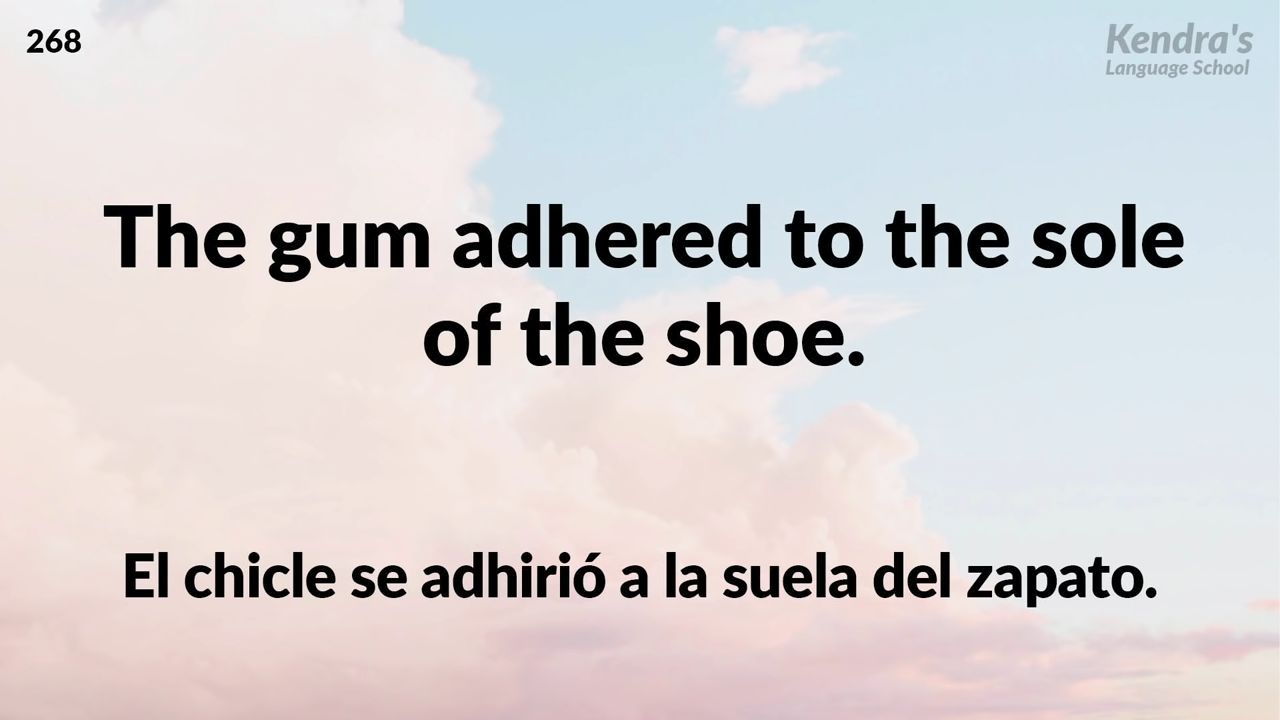 268
Kendra's
Language School
The gum adhered to the sole
of the shoe.
El chicle se adhirió a la suela del zapato.